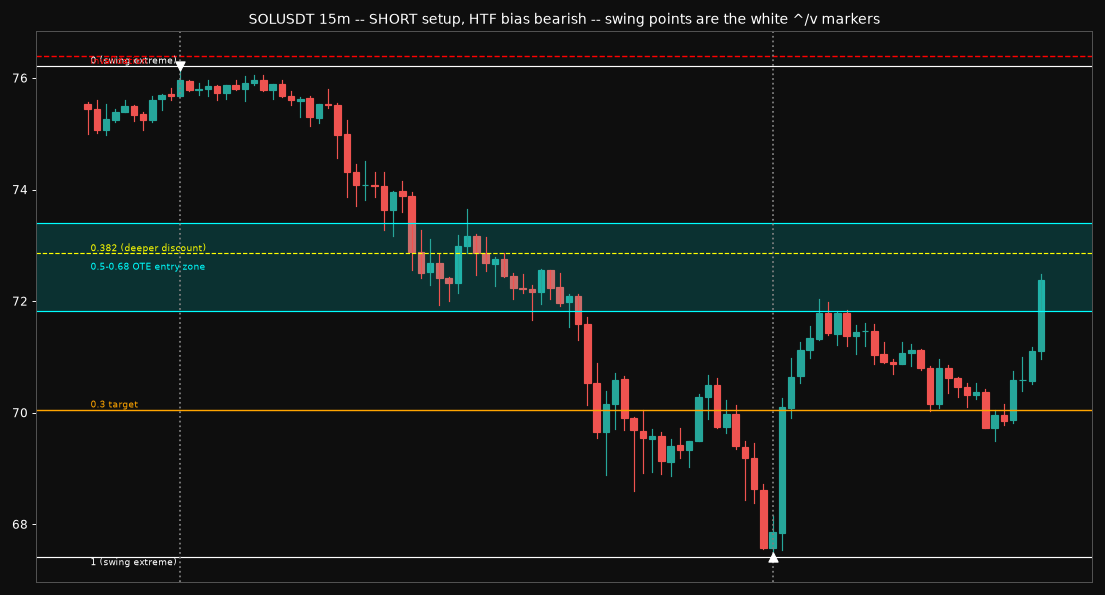 SOLUSDT 15m -- SHORT setup, HTF bias bearish -- swing points are the white ^/v markers
0 (swing extreme)
76
74
0.382 (deeper discount)
0.5-0.68 OTE entry zone
72
0.3 target
70
68
1 (swing extreme)